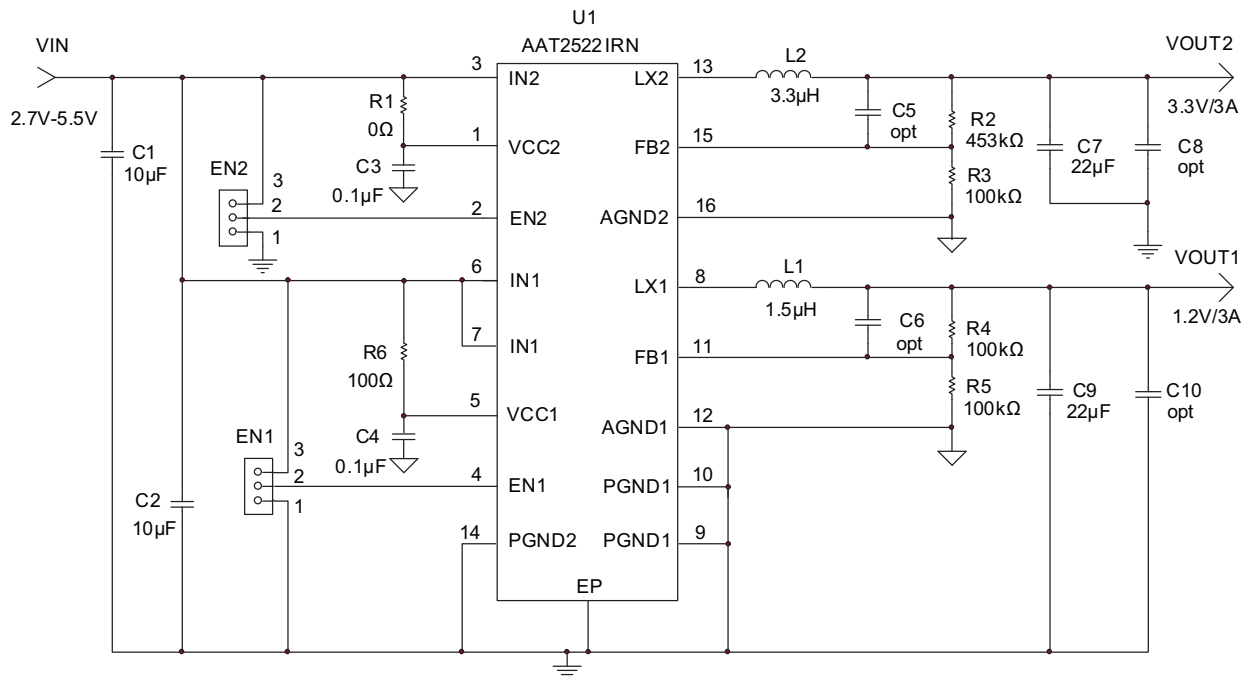 U1
AAT2522IRN
VIN
2.7V-5.5V
C1
10µF
EN2
3
2
1
R1
0Ω
C3
0.1µF
3
IN2
1
VCC2
2
EN2
6
IN1
7
IN1
R6
100Ω
5
VCC1
C4
0.1µF
EN1
3
2
1
4
EN1
C2
10µF
14
PGND2
EP
LX2
13
FB2
15
AGND2
16
LX1
8
FB1
11
AGND1
12
PGND1
10
PGND1
9
L2
3.3µH
C5
opt
R2
453kΩ
R3
100kΩ
C7
22µF
C8
opt
VOUT2
3.3V/3A
L1
1.5µH
C6
opt
R4
100kΩ
R5
100kΩ
C9
22µF
C10
opt
VOUT1
1.2V/3A